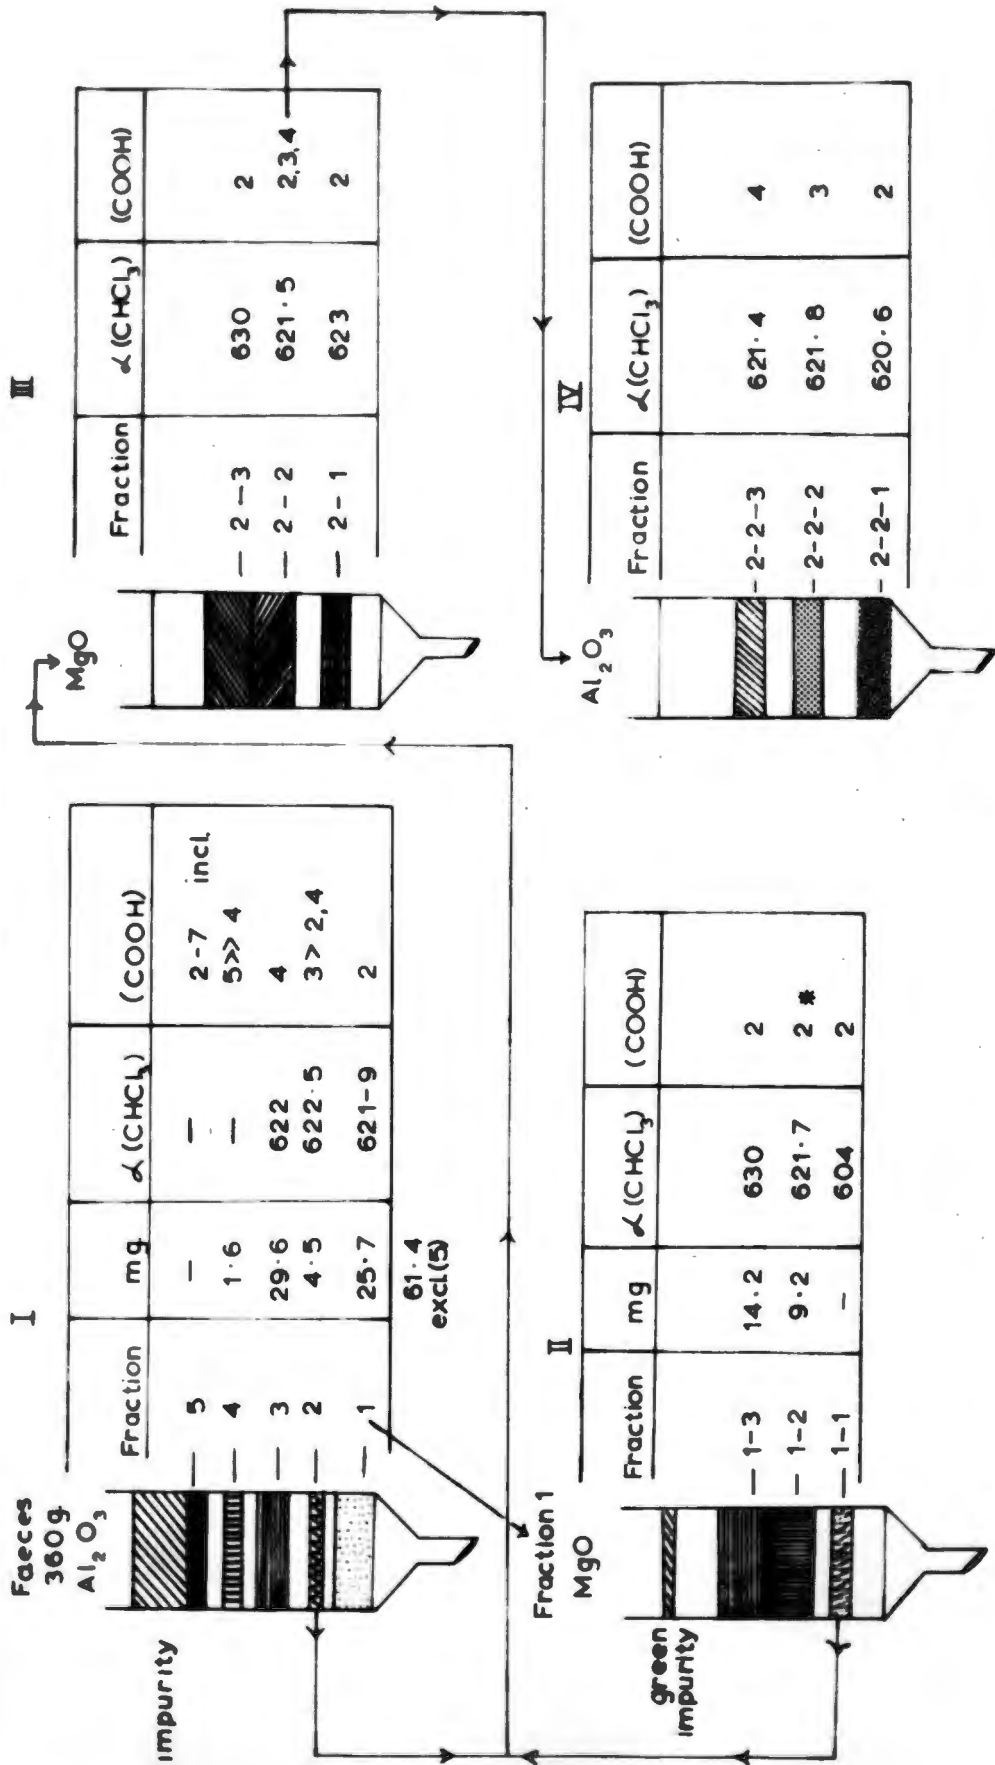 I
Faeces
360g.
Al₂O₃
impurity
Fraction mg. α(CHCl₃) (COOH)
5 — — 2-7 incl.
4 1·6 — 5>>4
3 29·6 622 4
2 4·5 622·5 3>2,4
1 25·7 621-9 2
61·4
excl(5)
II
Fraction 1
MgO
green
impurity
Fraction mg α(CHCl₃) (COOH)
1-3 14·2 630 2
1-2 9·2 621·7 2 *
1-1 - 604 2
III
MgO
Fraction α(CHCl₃) (COOH)
2-3 630 2
2-2 621·5 2,3,4
2-1 623 2
IV
Al₂O₃
Fraction α(CHCl₃) (COOH)
2-2-3 621·4 4
2-2-2 621·8 3
2-2-1 620·6 2